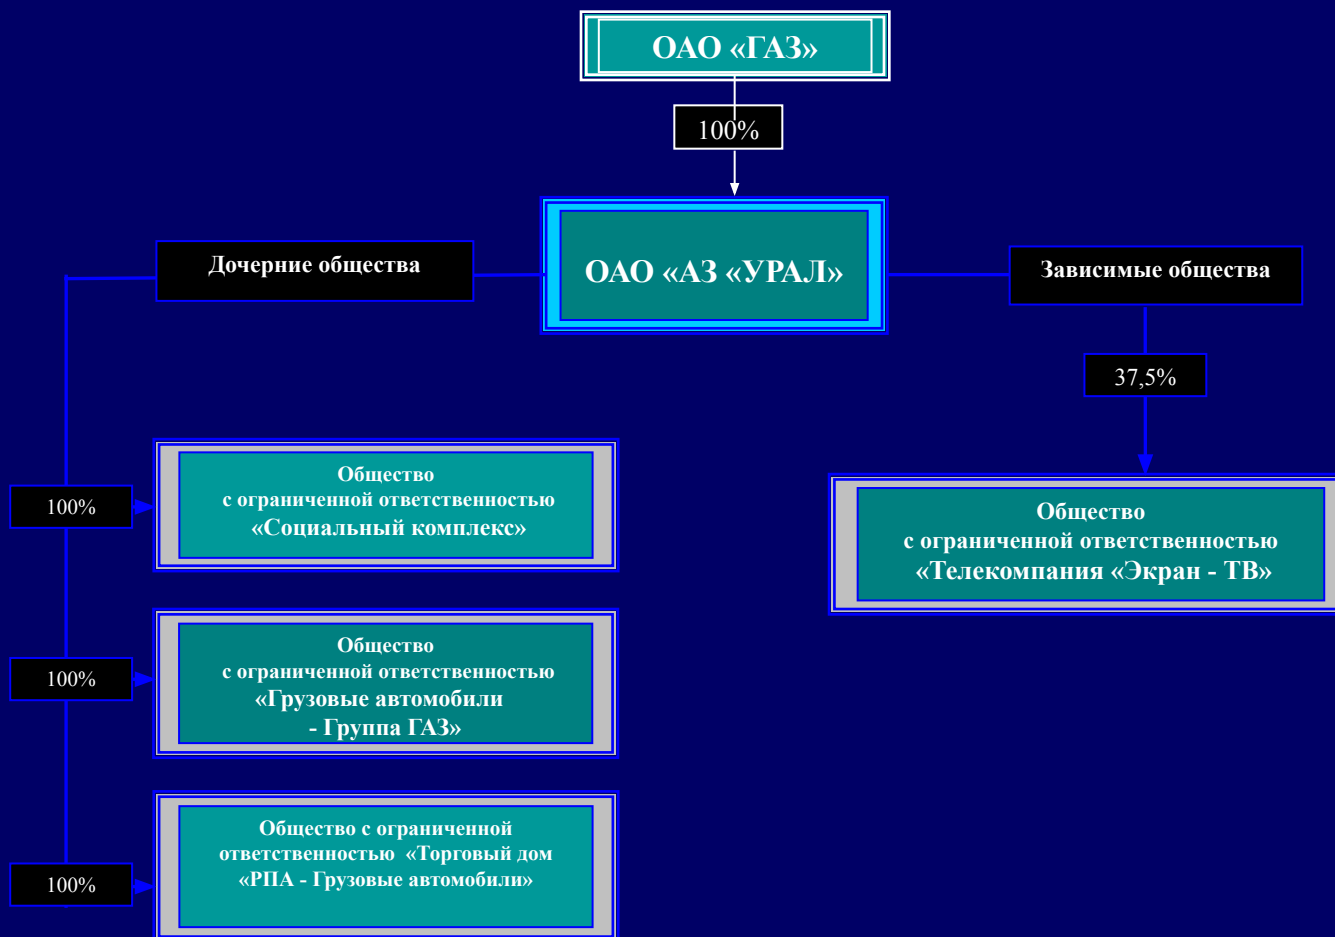 ОАО «ГАЗ»
100%
ОАО «АЗ «УРАЛ»
Дочерние общества
Зависимые общества
37,5%
100%
Общество
с ограниченной ответственностью
«Социальный комплекс»
Общество
с ограниченной ответственностью
«Телекомпания «Экран - ТВ»
100%
Общество
с ограниченной ответственностью
«Грузовые автомобили
- Группа ГАЗ»
100%
Общество с ограниченной
ответственностью «Торговый дом
«РПА - Грузовые автомобили»